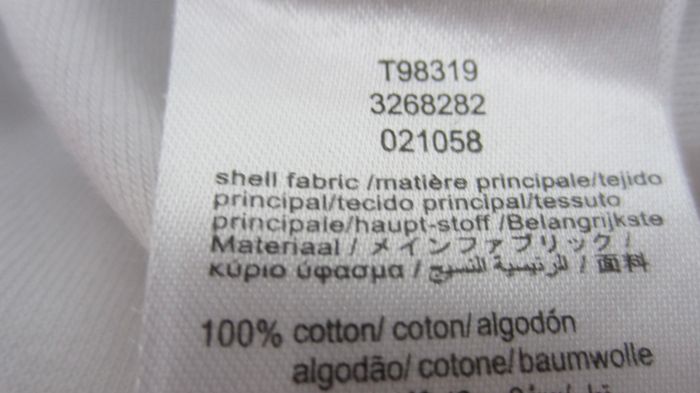 T98319
3268282
021058
shell fabric /matière principale/tejido
principal/tecido principal/tessuto
principale/haupt-stoff /Belangrijkste
Materiaal / メインファブリック /
κύριο ύφασμα / الرئيسية النسيج / 面料
100% cotton/ coton/ algodón
algodão/ cotone/baumwolle